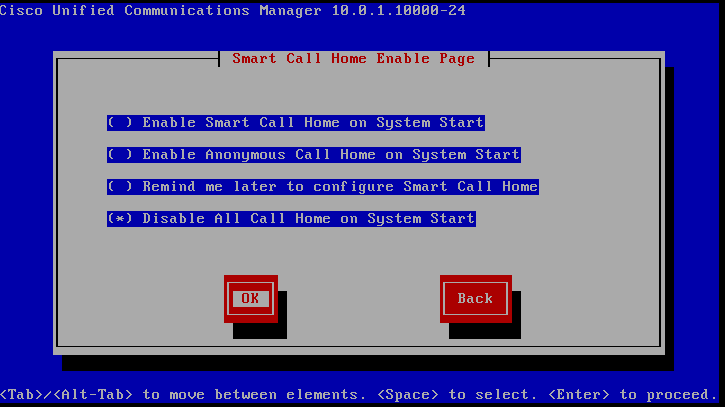 Cisco Unified Communications Manager 10.0.1.10000-24
Smart Call Home Enable Page
( ) Enable Smart Call Home on System Start
( ) Enable Anonymous Call Home on System Start
( ) Remind me later to configure Smart Call Home
(*) Disable All Call Home on System Start
OK
Back
<Tab>/<Alt-Tab> to move between elements. <Space> to select. <Enter> to proceed.